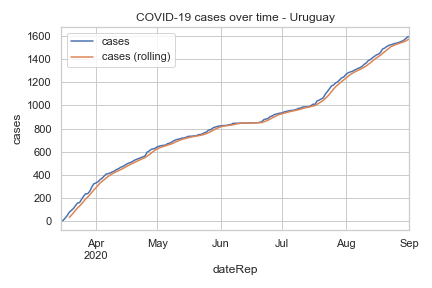 COVID-19 cases over time - Uruguay
cases
cases (rolling)
1600
1400
1200
1000
800
600
400
200
0
cases
Apr May Jun Jul Aug Sep
2020
dateRep